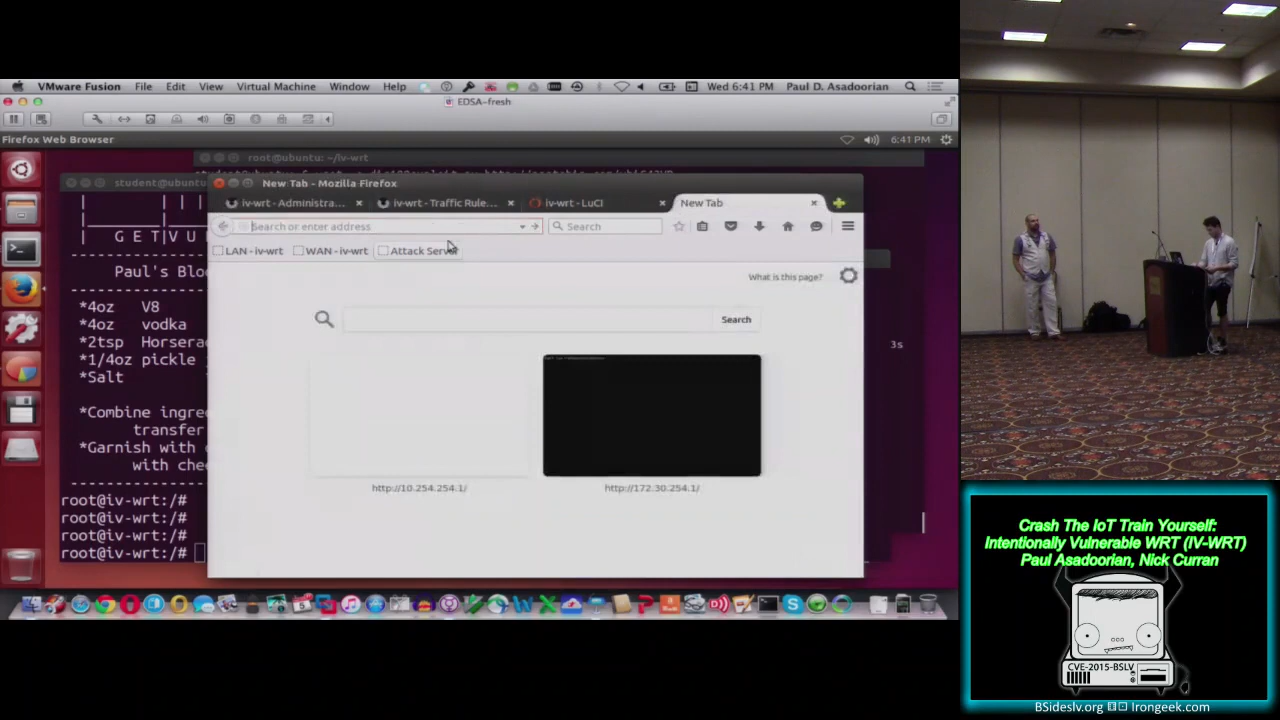 VMware Fusion File Edit View Virtual Machine Window Help Wed 6:41 PM Paul D. Asadoorian
EDSA-fresh
Firefox Web Browser 6:41 PM
root@ubuntu: ~/iv-wrt
student@ubuntu
New Tab - Mozilla Firefox
iv-wrt - Administra...
iv-wrt - Traffic Rule...
iv-wrt - LuCI
New Tab
Search or enter address
Search
LAN - iv-wrt
WAN - iv-wrt
Attack Server
What is this page?
Search
http://10.254.254.1/
http://172.30.254.1/
G E T V U
Paul's Bloo
*4oz V8
*4oz vodka
*2tsp Horsera
*1/4oz pickle
*Salt
*Combine ingre
transfer
*Garnish with
with che
root@iv-wrt:/#
root@iv-wrt:/#
root@iv-wrt:/#
root@iv-wrt:/#
3s
Crash The IoT Train Yourself:
Intentionally Vulnerable WRT (IV-WRT)
Paul Asadoorian, Nick Curran
CVE-2015-BSLV
BSideslv.org Irongeek.com